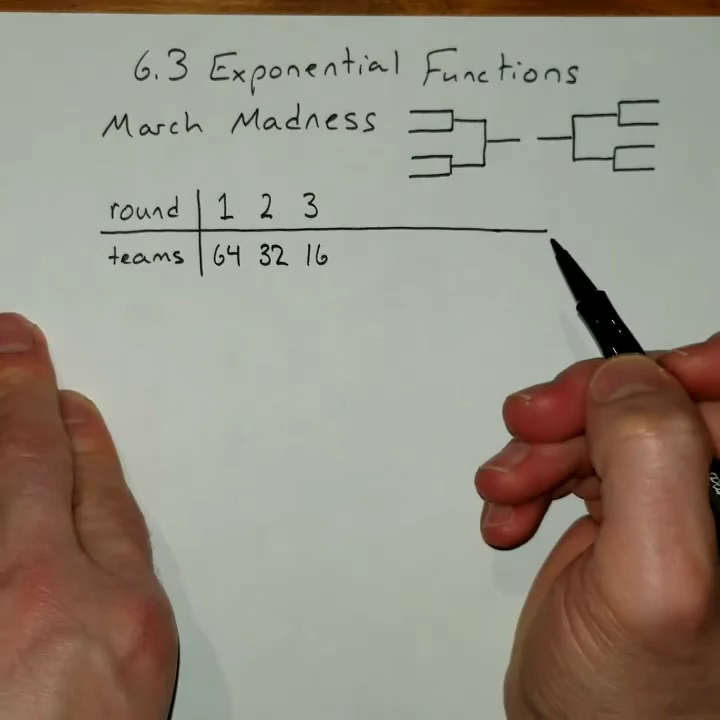 6.3 Exponential Functions
March Madness
round 1 2 3
teams 64 32 16